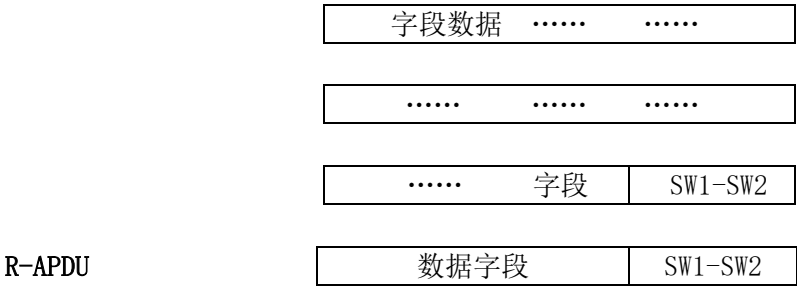 字段数据 …… ……
…… …… ……
…… 字段 SW1-SW2
R-APDU 数据字段 SW1-SW2